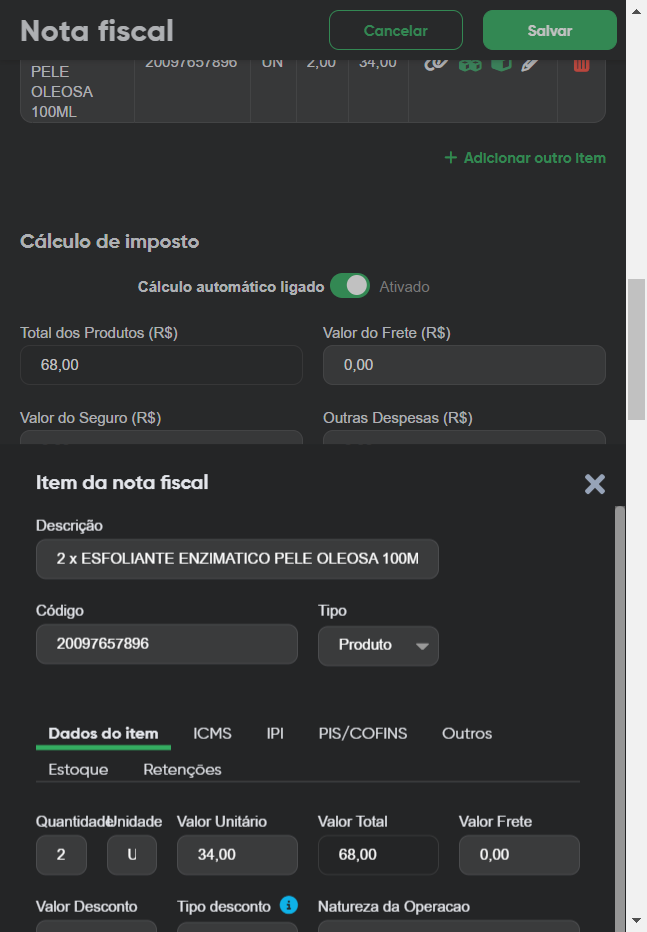 Nota fiscal
Cancelar
Salvar
PELE
OLEOSA
100ML
20097657896
UN
2,00
34,00
+ Adicionar outro item
Cálculo de imposto
Cálculo automático ligado
Ativado
Total dos Produtos (R$)
Valor do Frete (R$)
68,00
0,00
Valor do Seguro (R$)
Outras Despesas (R$)
Item da nota fiscal
Descrição
2 x ESFOLIANTE ENZIMATICO PELE OLEOSA 100M
Código
Tipo
20097657896
Produto
Dados do item
ICMS
IPI
PIS/COFINS
Outros
Estoque
Retenções
Quantidade
Unidade
Valor Unitário
Valor Total
Valor Frete
2
U
34,00
68,00
0,00
Valor Desconto
Tipo desconto
Natureza da Operacao